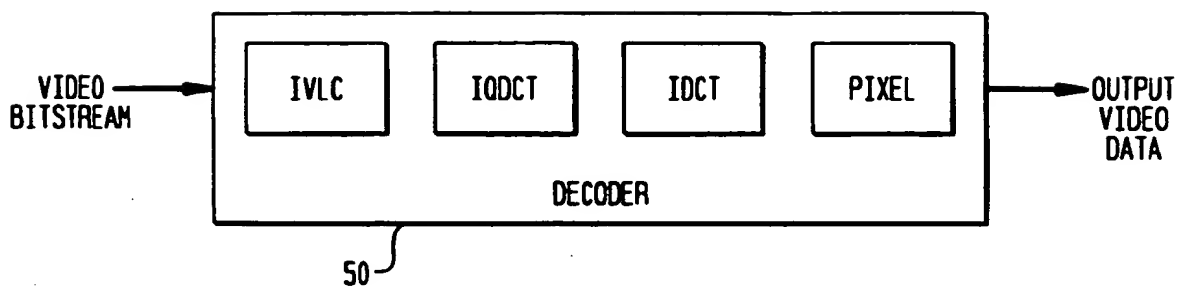 VIDEO
BITSTREAM
IVLC
IQDCT
IDCT
PIXEL
OUTPUT
VIDEO
DATA
DECODER
50